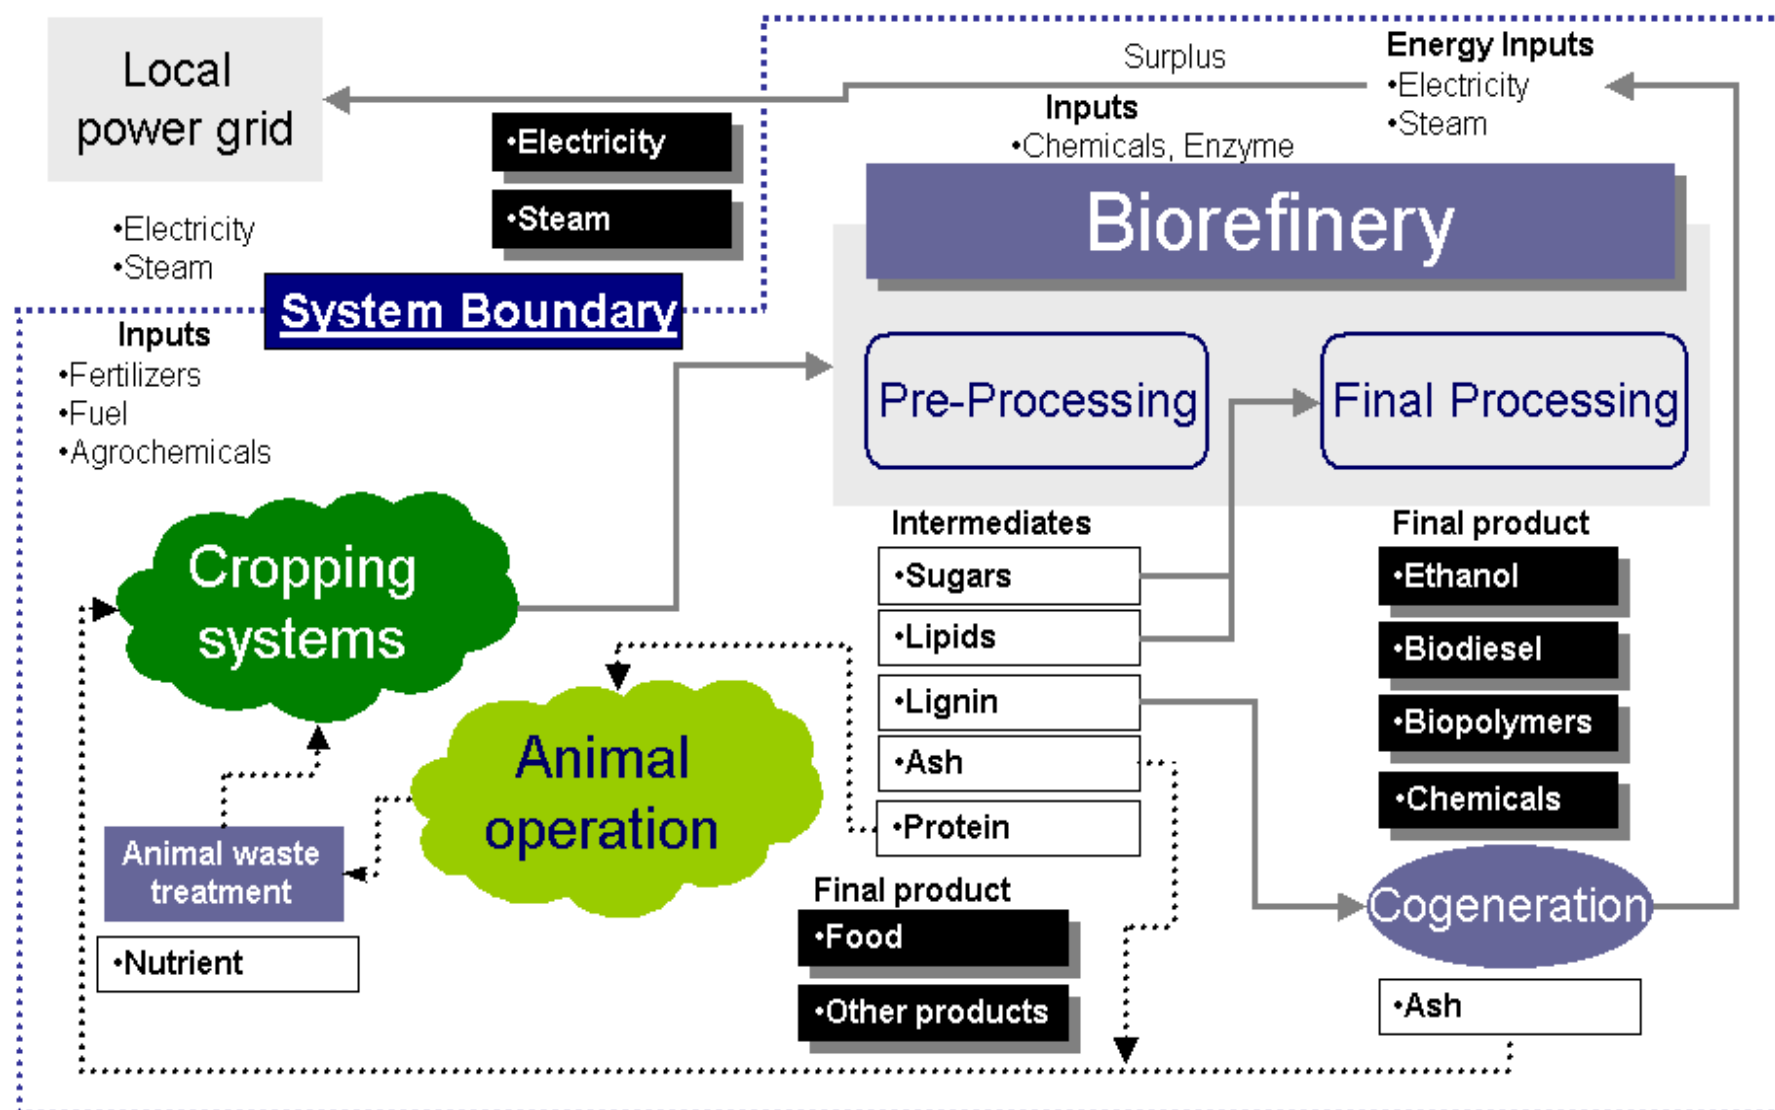 Local
power grid
Surplus
Energy Inputs
•Electricity
•Steam
Inputs
•Chemicals, Enzyme
•Electricity
•Steam
•Electricity
•Steam
System Boundary
Biorefinery
Inputs
•Fertilizers
•Fuel
•Agrochemicals
Pre-Processing
Final Processing
Cropping
systems
Intermediates
•Sugars
•Lipids
•Lignin
•Ash
•Protein
Final product
•Ethanol
•Biodiesel
•Biopolymers
•Chemicals
Animal
operation
Animal waste
treatment
•Nutrient
Final product
•Food
•Other products
Cogeneration
•Ash